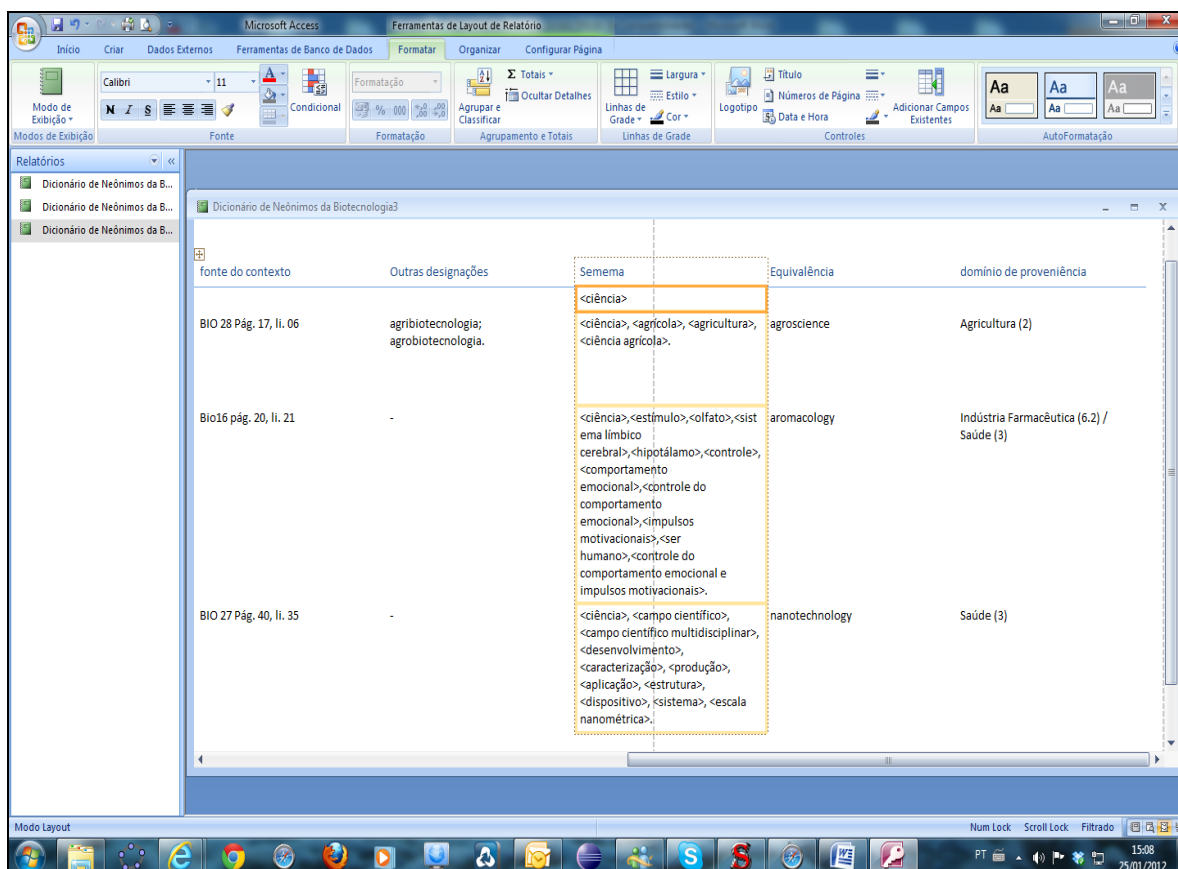 Microsoft Access Ferramentas de Layout de Relatório
Início Criar Dados Externos Ferramentas de Banco de Dados Formatar Organizar Configurar Página
Modo de Exibição
Modos de Exibição
Calibri 11
N I S
Condicional
Fonte
Formatação
% 000
Formatação
Agrupar e Classificar
Σ Totais
Ocultar Detalhes
Agrupamento e Totais
Linhas de Grade
Largura
Estilo
Cor
Linhas de Grade
Logotipo
Título
Números de Página
Data e Hora
Adicionar Campos Existentes
Controles
Aa Aa Aa
Aa Aa Aa
AutoFormatação
Relatórios
Dicionário de Neônimos da B...
Dicionário de Neônimos da B...
Dicionário de Neônimos da B...
Dicionário de Neônimos da Biotecnologia3
fonte do contexto Outras designações Semema Equivalência domínio de proveniência
<ciência>
BIO 28 Pág. 17, li. 06
agribiotecnologia;
agrobiotecnologia.
<ciência>, <agrícola>, <agricultura>,
<ciência agrícola>.
agroscience
Agricultura (2)
Bio16 pág. 20, li. 21
-
<ciência>,<estímulo>,<olfato>,<sist
ema límbico
cerebral>,<hipotálamo>,<controle>,
<comportamento
emocional>,<controle do
comportamento
emocional>,<impulsos
motivacionais>,<ser
humano>,<controle do
comportamento emocional e
impulsos motivacionais>.
aromacology
Indústria Farmacêutica (6.2) /
Saúde (3)
BIO 27 Pág. 40, li. 35
-
<ciência>, <campo científico>,
<campo científico multidisciplinar>,
<desenvolvimento>,
<caracterização>, <produção>,
<aplicação>, <estrutura>,
<dispositivo>, <sistema>, <escala
nanométrica>.
nanotechnology
Saúde (3)
Modo Layout
Num Lock Scroll Lock Filtrado
PT
15:08
25/01/2012